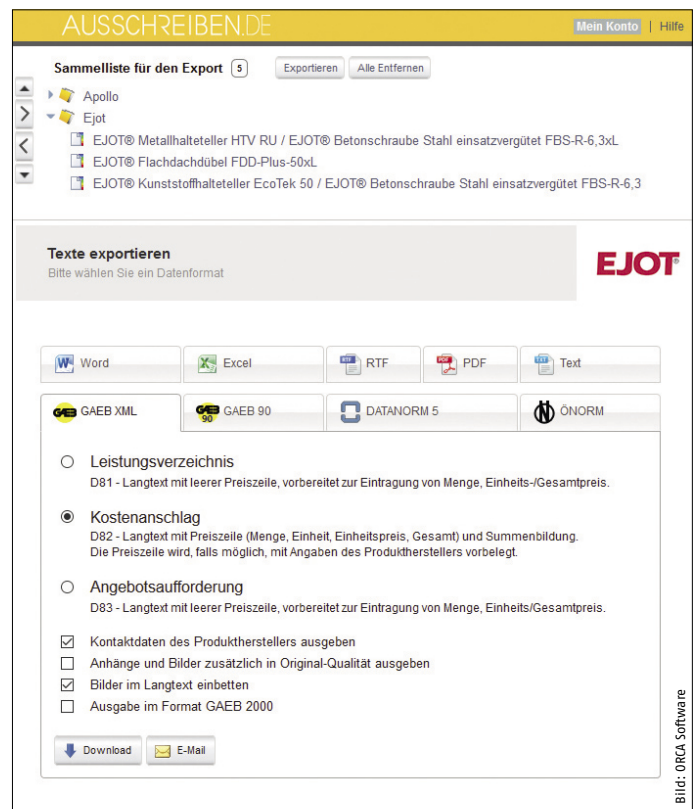 AUSSCHREIBEN.DE
Mein Konto | Hilfe
Sammelliste für den Export 5 Exportieren Alle Entfernen
Apollo
Ejot
EJOT® Metallhalteteller HTV RU / EJOT® Betonschraube Stahl einsatzvergütet FBS-R-6,3xL
EJOT® Flachdachdübel FDD-Plus-50xL
EJOT® Kunststoffhalteteller EcoTek 50 / EJOT® Betonschraube Stahl einsatzvergütet FBS-R-6,3
Texte exportieren
Bitte wählen Sie ein Datenformat
EJOT®
Word Excel RTF PDF Text
GAEB XML GAEB 90 DATANORM 5 ÖNORM
Leistungsverzeichnis
D81 - Langtext mit leerer Preiszeile, vorbereitet zur Eintragung von Menge, Einheits-/Gesamtpreis.
Kostenanschlag
D82 - Langtext mit Preiszeile (Menge, Einheit, Einheitspreis, Gesamt) und Summenbildung.
Die Preiszeile wird, falls möglich, mit Angaben des Produktherstellers vorbelegt.
Angebotsaufforderung
D83 - Langtext mit leerer Preiszeile, vorbereitet zur Eintragung von Menge, Einheits/Gesamtpreis.
Kontaktdaten des Produktherstellers ausgeben
Anhänge und Bilder zusätzlich in Original-Qualität ausgeben
Bilder im Langtext einbetten
Ausgabe im Format GAEB 2000
Download E-Mail
Bild: ORCA Software